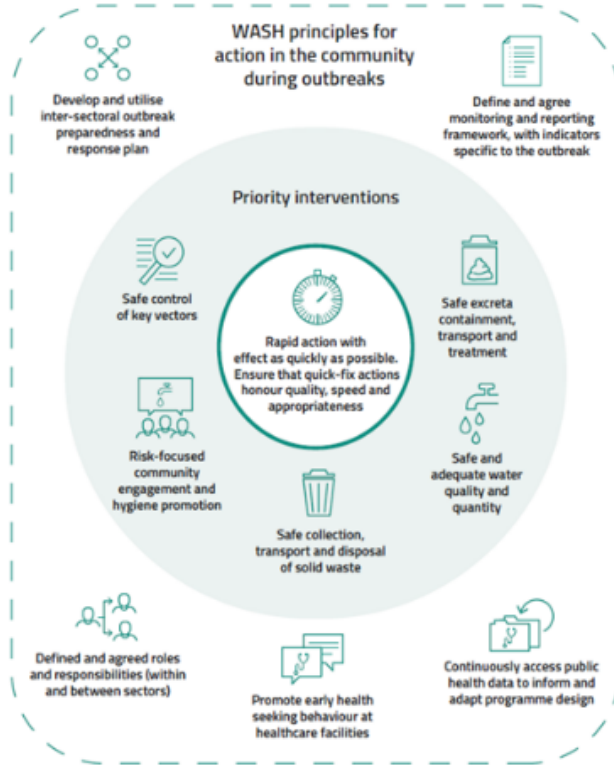 WASH principles for
action in the community
during outbreaks
Develop and utilise
inter-sectoral outbreak
preparedness and
response plan
Define and agree
monitoring and reporting
framework, with indicators
specific to the outbreak
Priority interventions
Safe control
of key vectors
Rapid action with
effect as quickly as possible.
Ensure that quick-fix actions
honour quality, speed and
appropriateness
Safe excreta
containment,
transport and
treatment
Risk-focused
community
engagement and
hygiene promotion
Safe and
adequate water
quality and
quantity
Safe collection,
transport and disposal
of solid waste
Defined and agreed roles
and responsibilities (within
and between sectors)
Promote early health
seeking behaviour at
healthcare facilities
Continuously access public
health data to inform and
adapt programme design